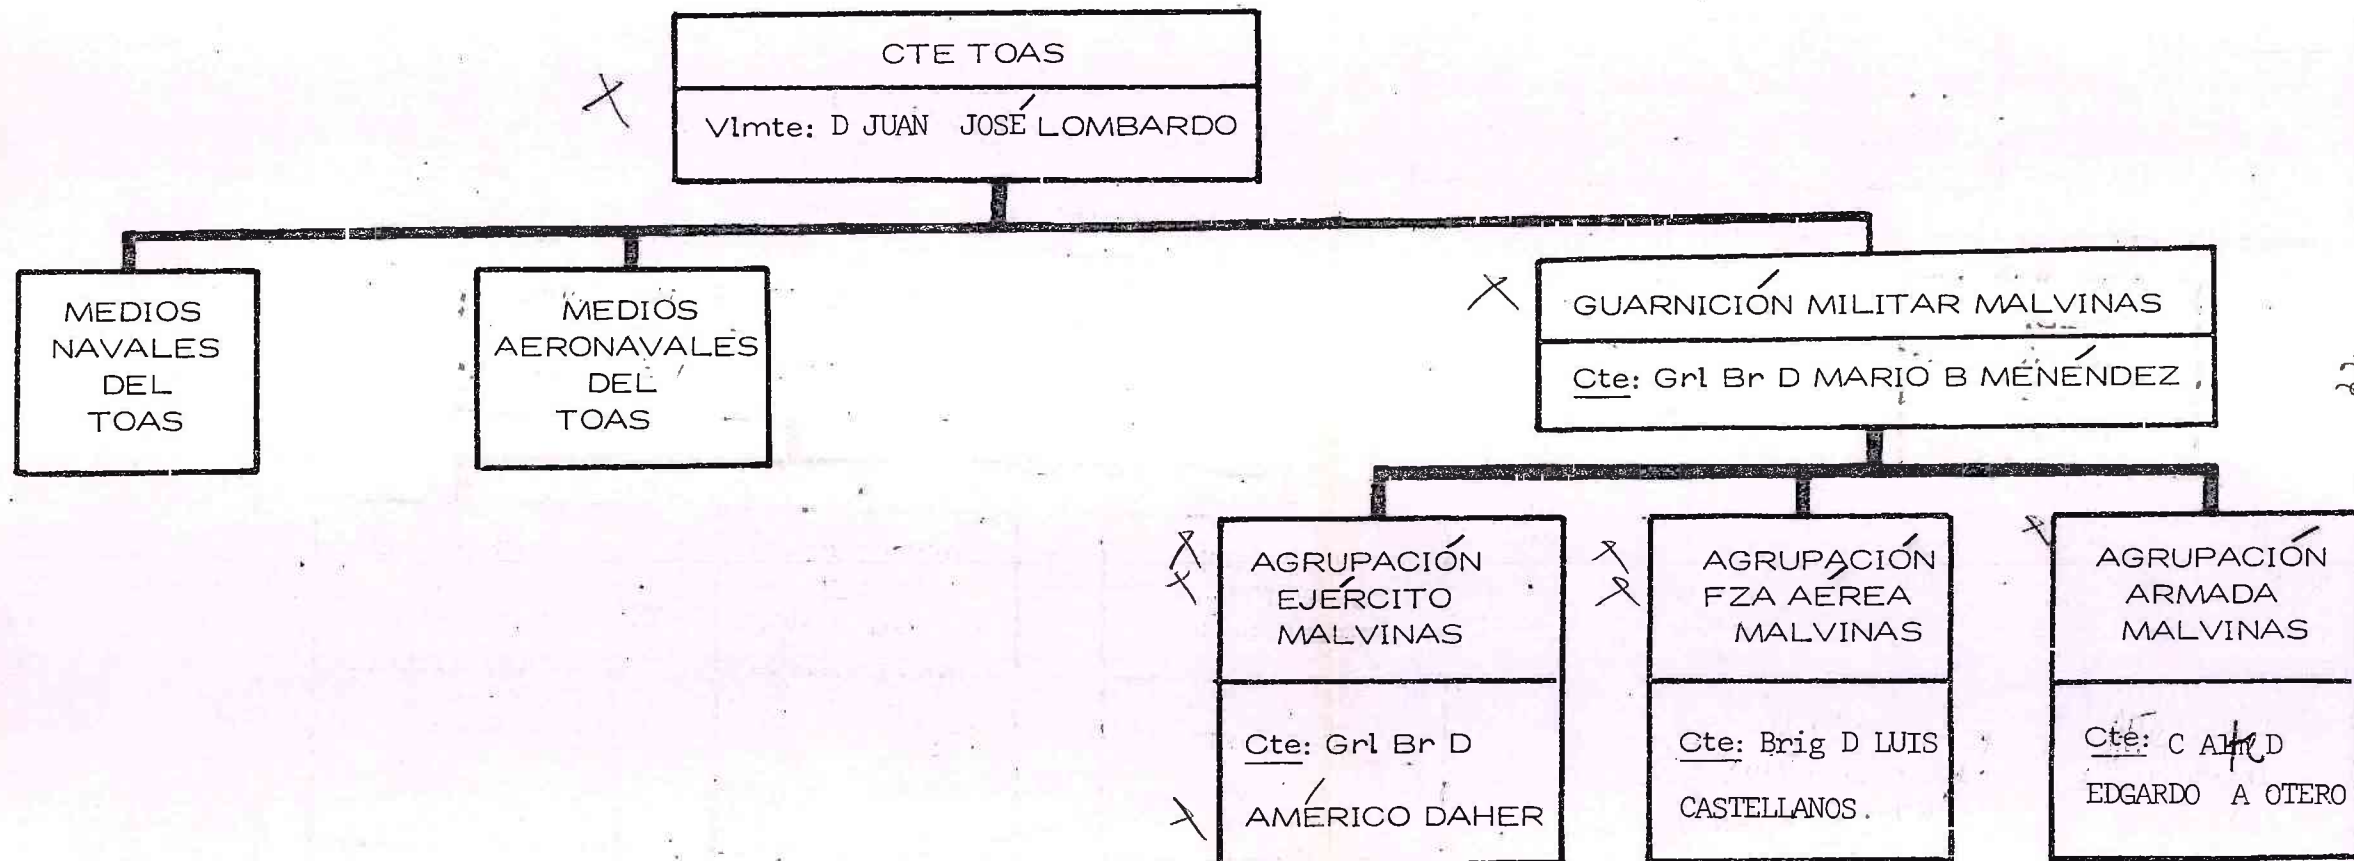 CTE TOAS
Vlmte: D JUAN JOSÉ LOMBARDO
MEDIOS
NAVALES
DEL
TOAS
MEDIOS
AERONAVALES
DEL
TOAS
GUARNICIÓN MILITAR MALVINAS
Cte: Grl Br D MARIO B MENÉNDEZ
AGRUPACIÓN
EJÉRCITO
MALVINAS
Cte: Grl Br D
AMÉRICO DAHER
AGRUPACIÓN
FZA AÉREA
MALVINAS
Cte: Brig D LUIS
CASTELLANOS.
AGRUPACIÓN
ARMADA
MALVINAS
Cte: C D
EDGARDO A OTERO